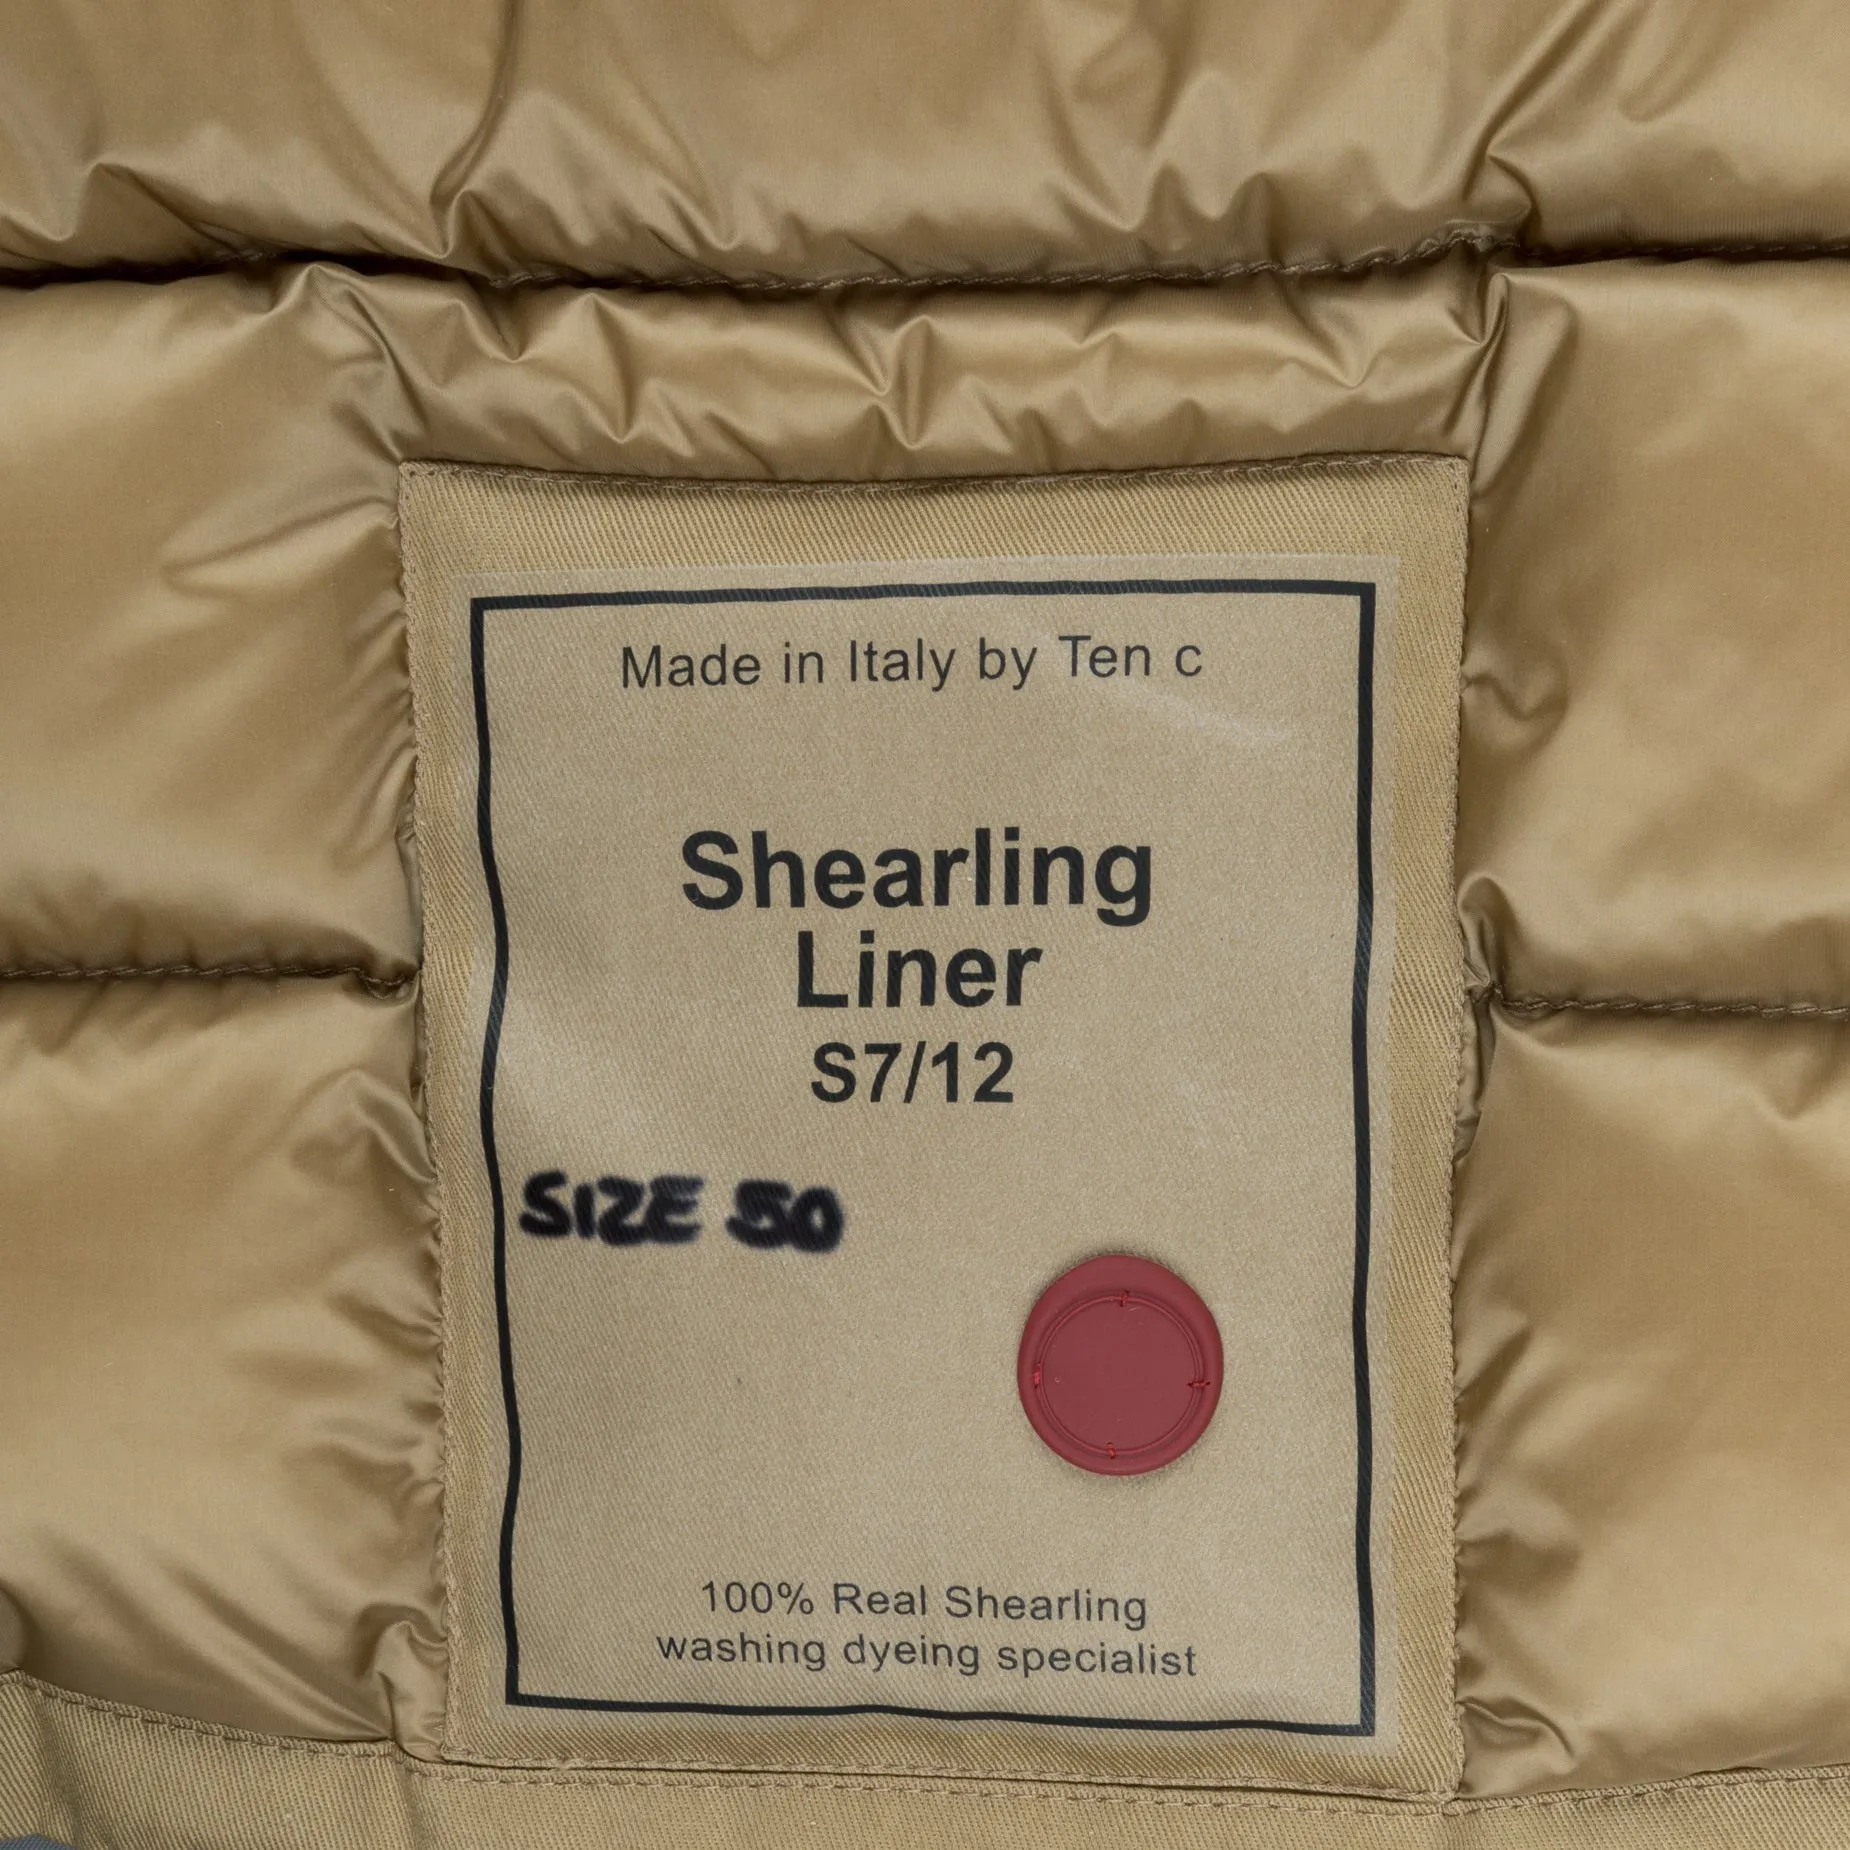 Made in Italy by Ten c
Shearling
Liner
S7/12
SIZE 50
100% Real Shearling
washing dyeing specialist